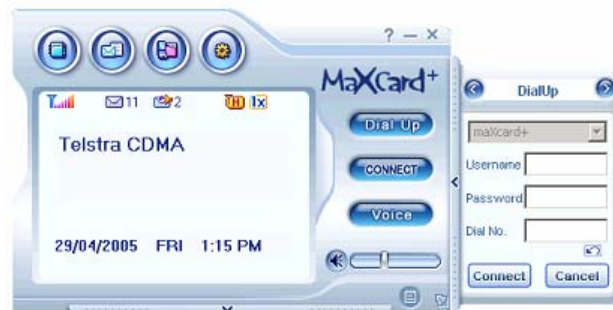 ? – X
MaXCard+
11 2 1x
Telstra CDMA
29/04/2005 FRI 1:15 PM
Dial Up
CONNECT
Voice
DialUp
maXcard+
Username
Password
Dial No.
Connect Cancel